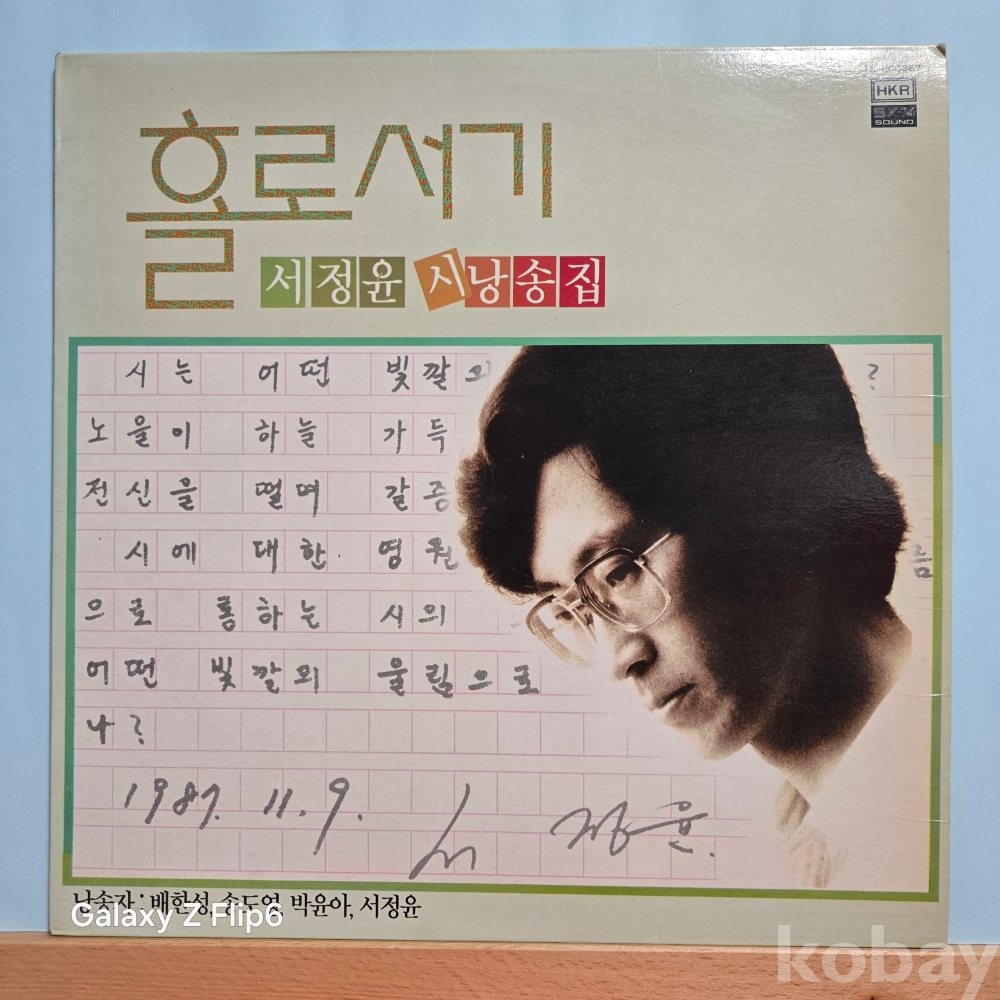 HKR
SOUND
홀로서기
서정윤 시낭송집
시는 어떤 빛깔의 ?
노을이 하늘 가득
전신을 떨며 갈증
시에 대한 영원 름
으로 통하는 시의
어떤 빛깔의 울림으로
나?
1987. 11. 9. 서정윤.
낭송자 : 배한성, 송도영, 박윤아, 서정윤
Galaxy Z Flip6
kobay